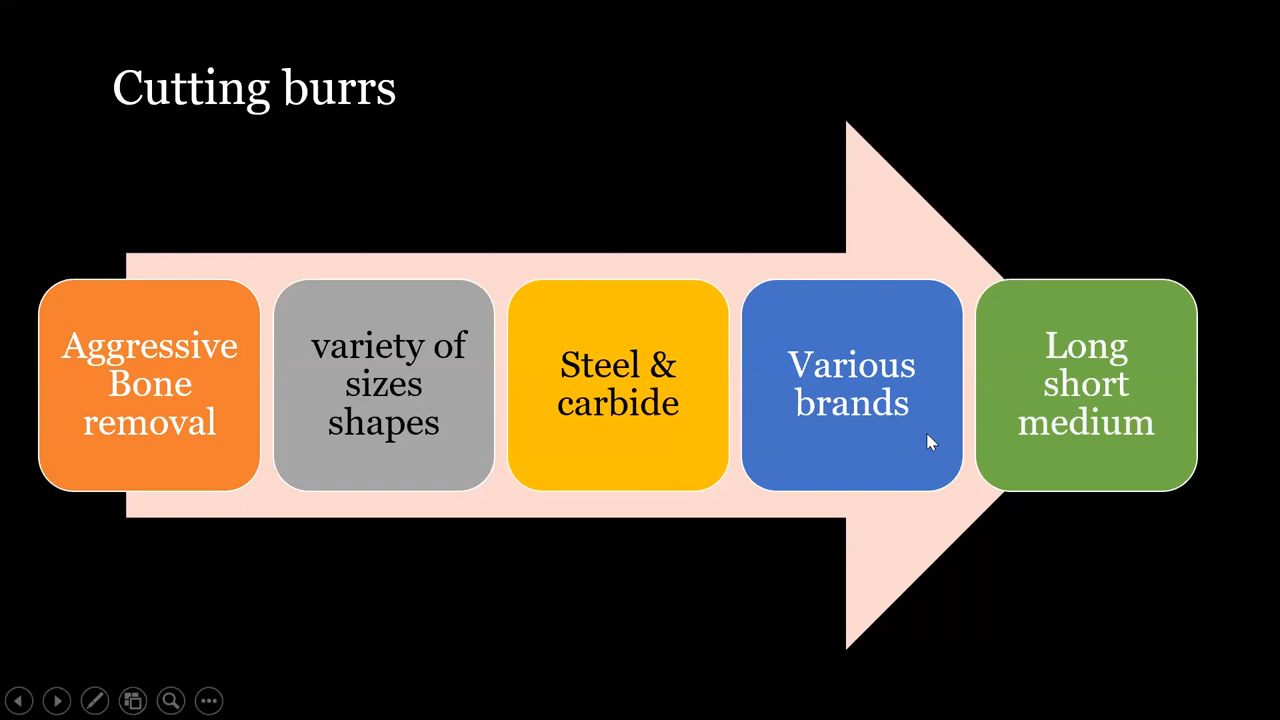 Cutting burrs
Aggressive
Bone
removal
variety of
sizes
shapes
Steel &
carbide
Various
brands
Long
short
medium